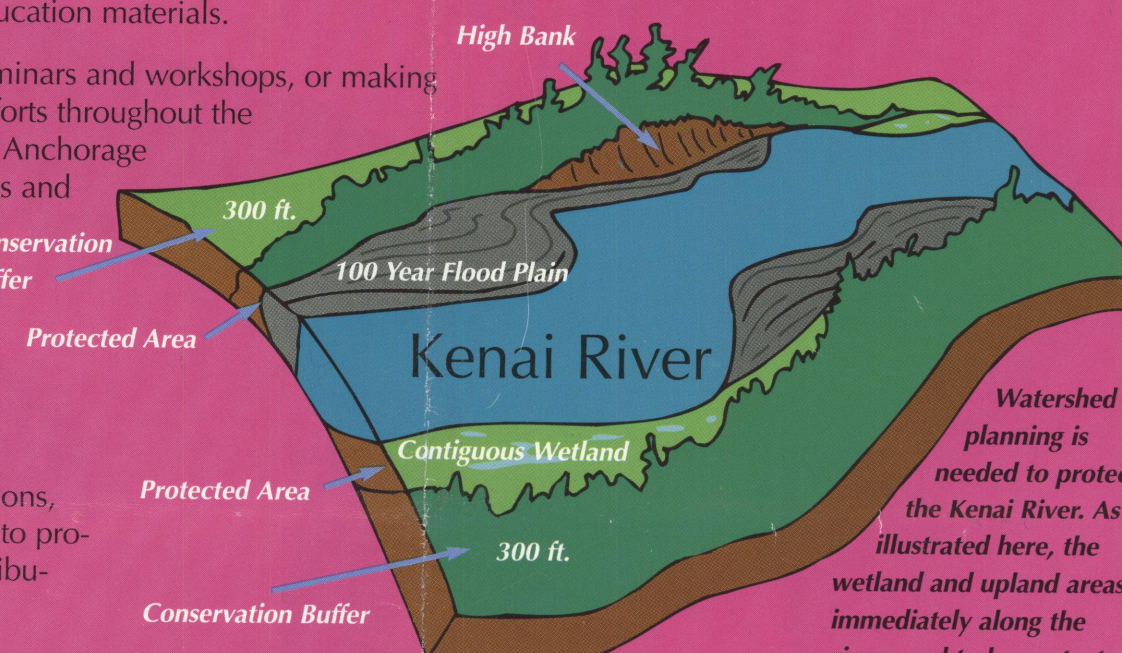 ucation materials.
minars and workshops, or making
forts throughout the
Anchorage
s and
High Bank
300 ft.
nservation
ffer
100 Year Flood Plain
Protected Area
Kenai River
Contiguous Wetland
Protected Area
300 ft.
Conservation Buffer
ons,
to pro-
ibu-
Watershed
planning is
needed to protec
the Kenai River. As
illustrated here, the
wetland and upland areas
immediately along the